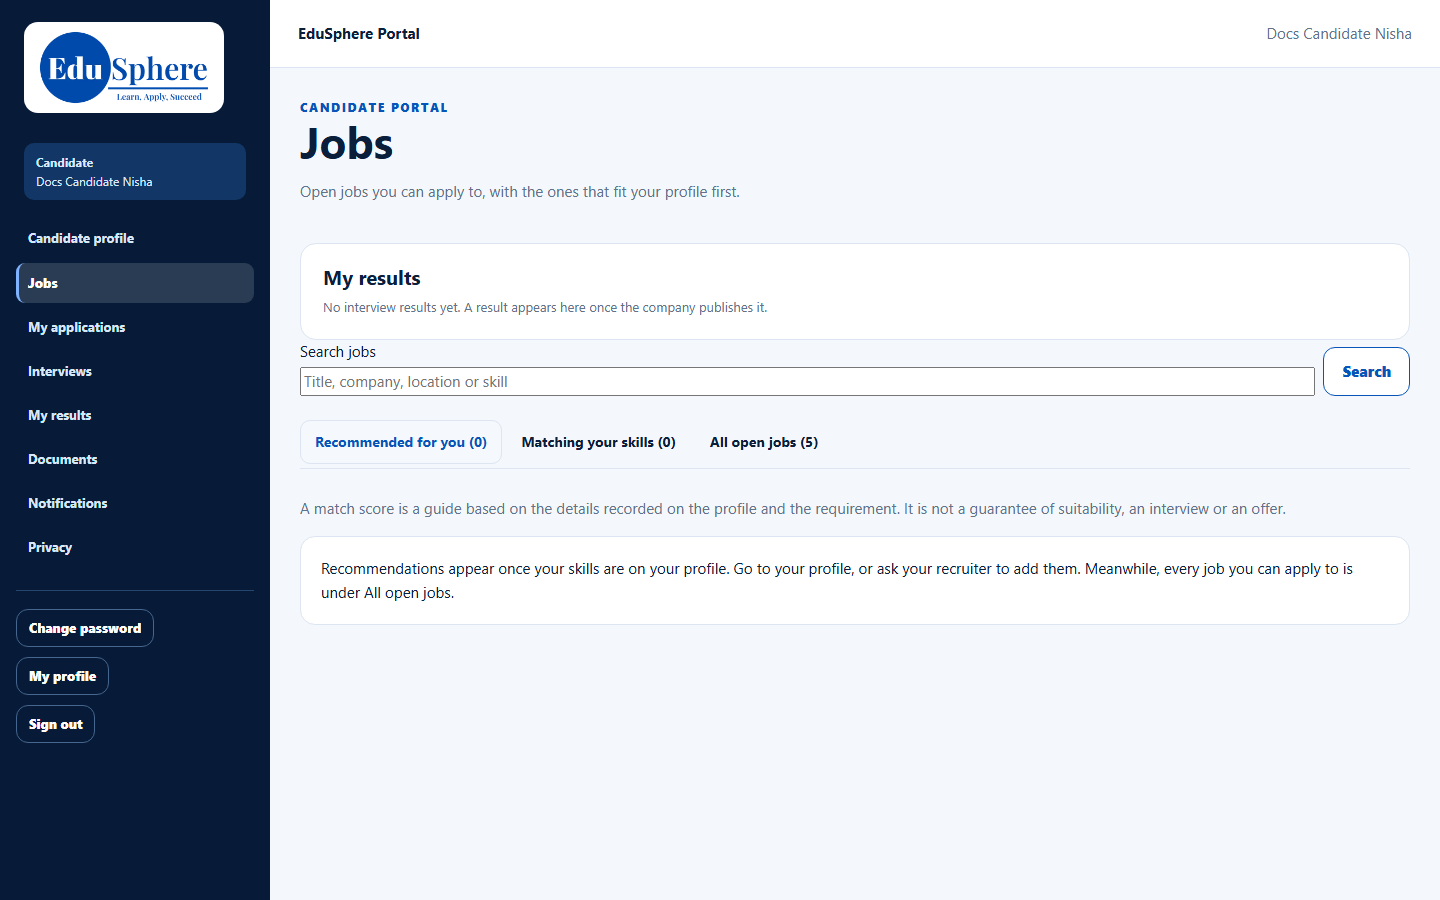 EduSphere
Learn. Apply, Succeed
Candidate
Docs Candidate Nisha
Candidate profile
Jobs
My applications
Interviews
My results
Documents
Notifications
Privacy
Change password
My profile
Sign out
EduSphere Portal
Docs Candidate Nisha
CANDIDATE PORTAL
Jobs
Open jobs you can apply to, with the ones that fit your profile first.
My results
No interview results yet. A result appears here once the company publishes it.
Search jobs
Title, company, location or skill
Search
Recommended for you (0)
Matching your skills (0)
All open jobs (5)
A match score is a guide based on the details recorded on the profile and the requirement. It is not a guarantee of suitability, an interview or an offer.
Recommendations appear once your skills are on your profile. Go to your profile, or ask your recruiter to add them. Meanwhile, every job you can apply to is
under All open jobs.